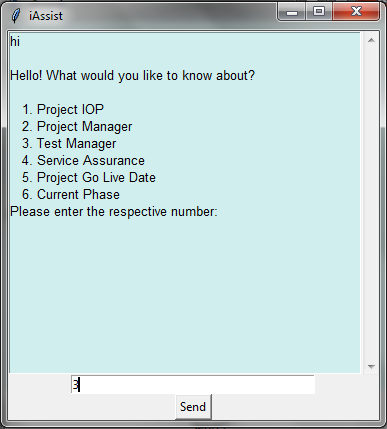 iAssist
hi
Hello! What would you like to know about?
1. Project IOP
2. Project Manager
3. Test Manager
4. Service Assurance
5. Project Go Live Date
6. Current Phase
Please enter the respective number:
3
Send